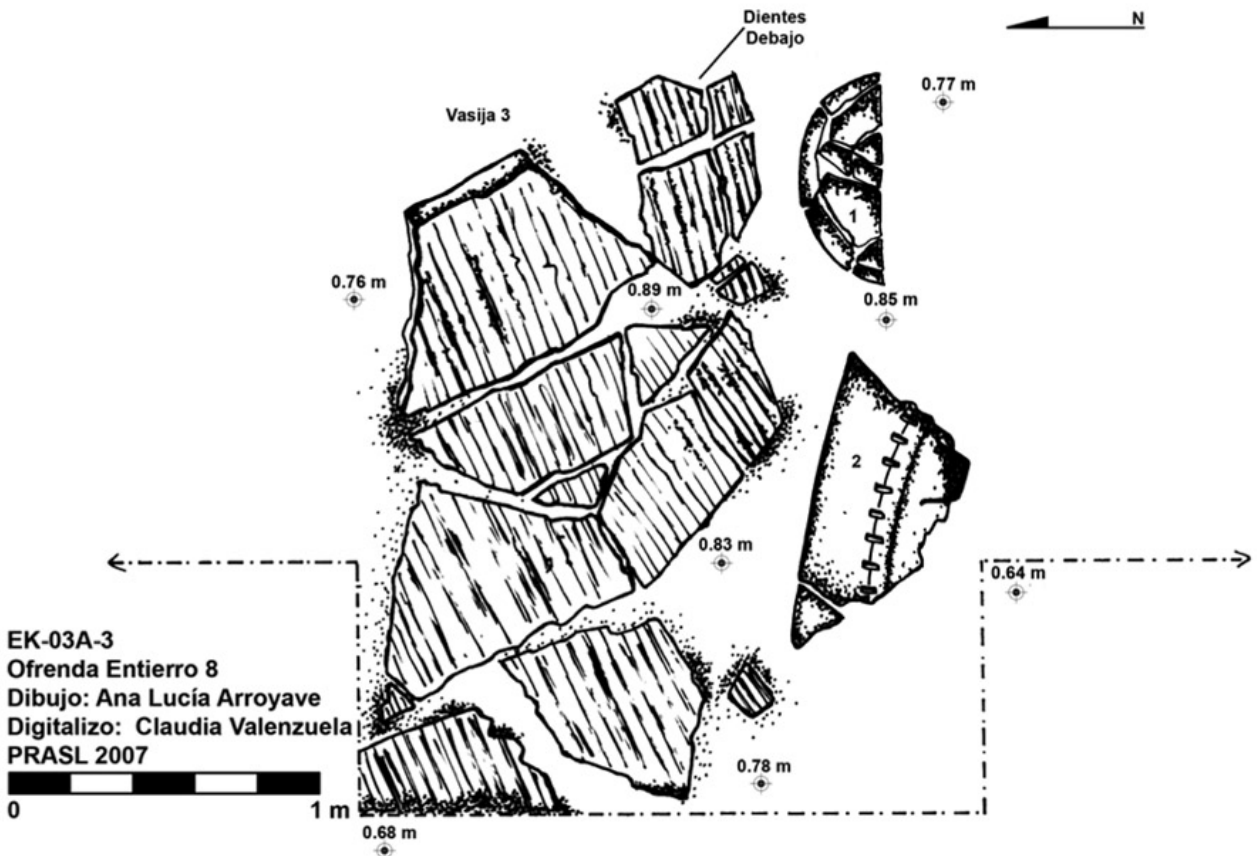 Dientes
Debajo
N
0.77 m
Vasija 3
1
0.76 m
0.89 m
0.85 m
2
0.83 m
0.64 m
EK-03A-3
Ofrenda Entierro 8
Dibujo: Ana Lucía Arroyave
Digitalizo: Claudia Valenzuela
PRASL 2007
0 1 m
0.78 m
0.68 m